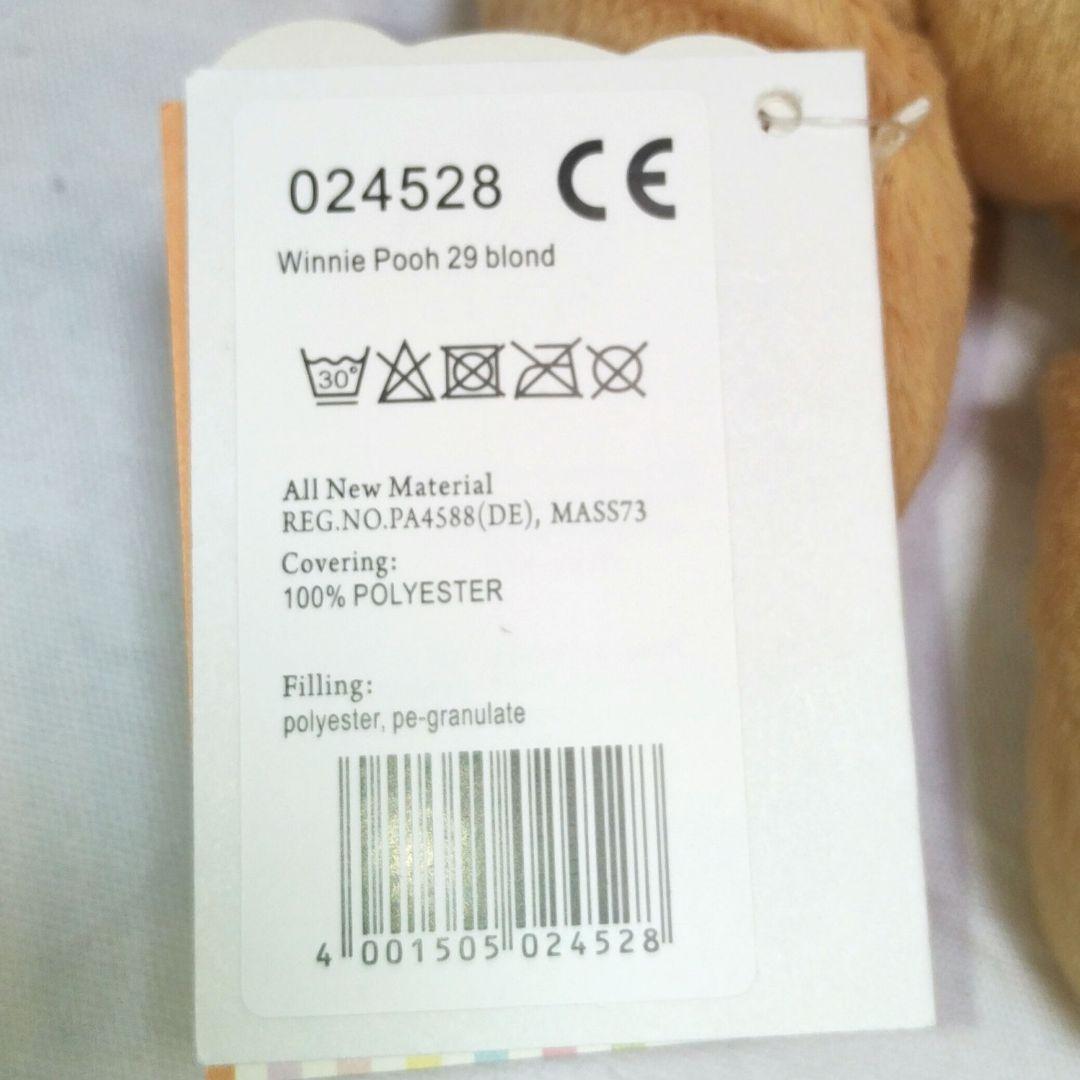 024528 CE
Winnie Pooh 29 blond
30°
All New Material
REG.NO.PA4588(DE), MASS73
Covering:
100% POLYESTER
Filling:
polyester, pe-granulate
4 001505 024528